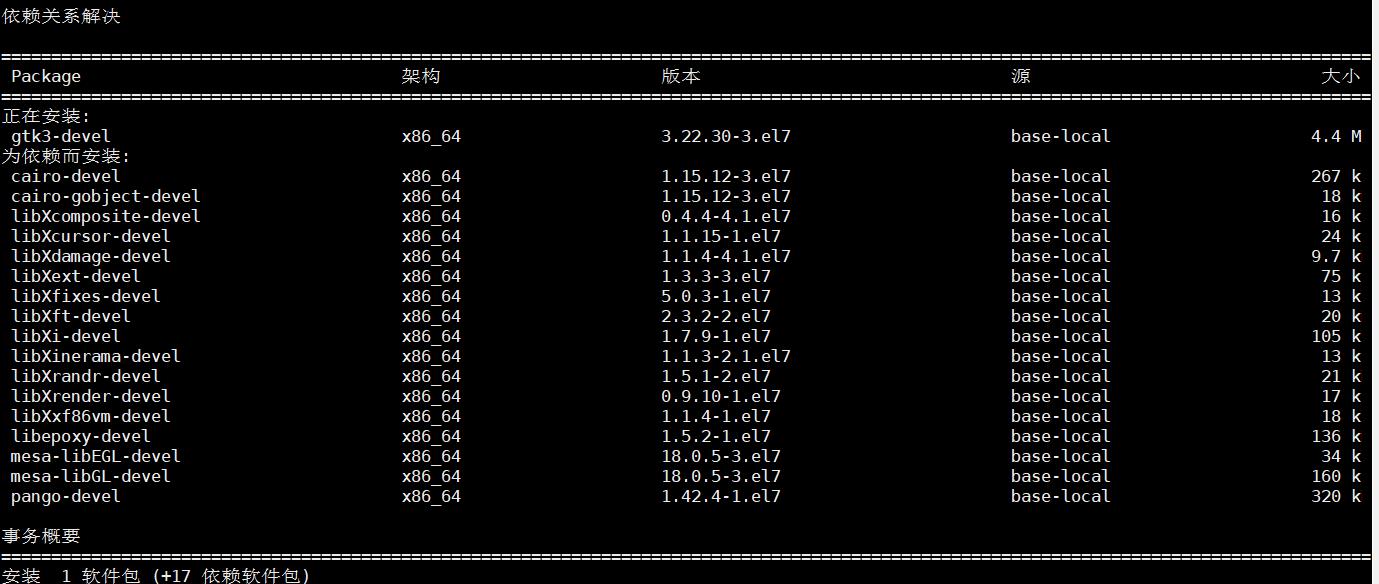 依赖关系解决
================================================================================
Package 架构 版本 源 大小
================================================================================
正在安装:
gtk3-devel x86_64 3.22.30-3.el7 base-local 4.4 M
为依赖而安装:
cairo-devel x86_64 1.15.12-3.el7 base-local 267 k
cairo-gobject-devel x86_64 1.15.12-3.el7 base-local 18 k
libXcomposite-devel x86_64 0.4.4-4.1.el7 base-local 16 k
libXcursor-devel x86_64 1.1.15-1.el7 base-local 24 k
libXdamage-devel x86_64 1.1.4-4.1.el7 base-local 9.7 k
libXext-devel x86_64 1.3.3-3.el7 base-local 75 k
libXfixes-devel x86_64 5.0.3-1.el7 base-local 13 k
libXft-devel x86_64 2.3.2-2.el7 base-local 20 k
libXi-devel x86_64 1.7.9-1.el7 base-local 105 k
libXinerama-devel x86_64 1.1.3-2.1.el7 base-local 13 k
libXrandr-devel x86_64 1.5.1-2.el7 base-local 21 k
libXrender-devel x86_64 0.9.10-1.el7 base-local 17 k
libXxf86vm-devel x86_64 1.1.4-1.el7 base-local 18 k
libepoxy-devel x86_64 1.5.2-1.el7 base-local 136 k
mesa-libEGL-devel x86_64 18.0.5-3.el7 base-local 34 k
mesa-libGL-devel x86_64 18.0.5-3.el7 base-local 160 k
pango-devel x86_64 1.42.4-1.el7 base-local 320 k
事务概要
================================================================================
安装 1 软件包 (+17 依赖软件包)